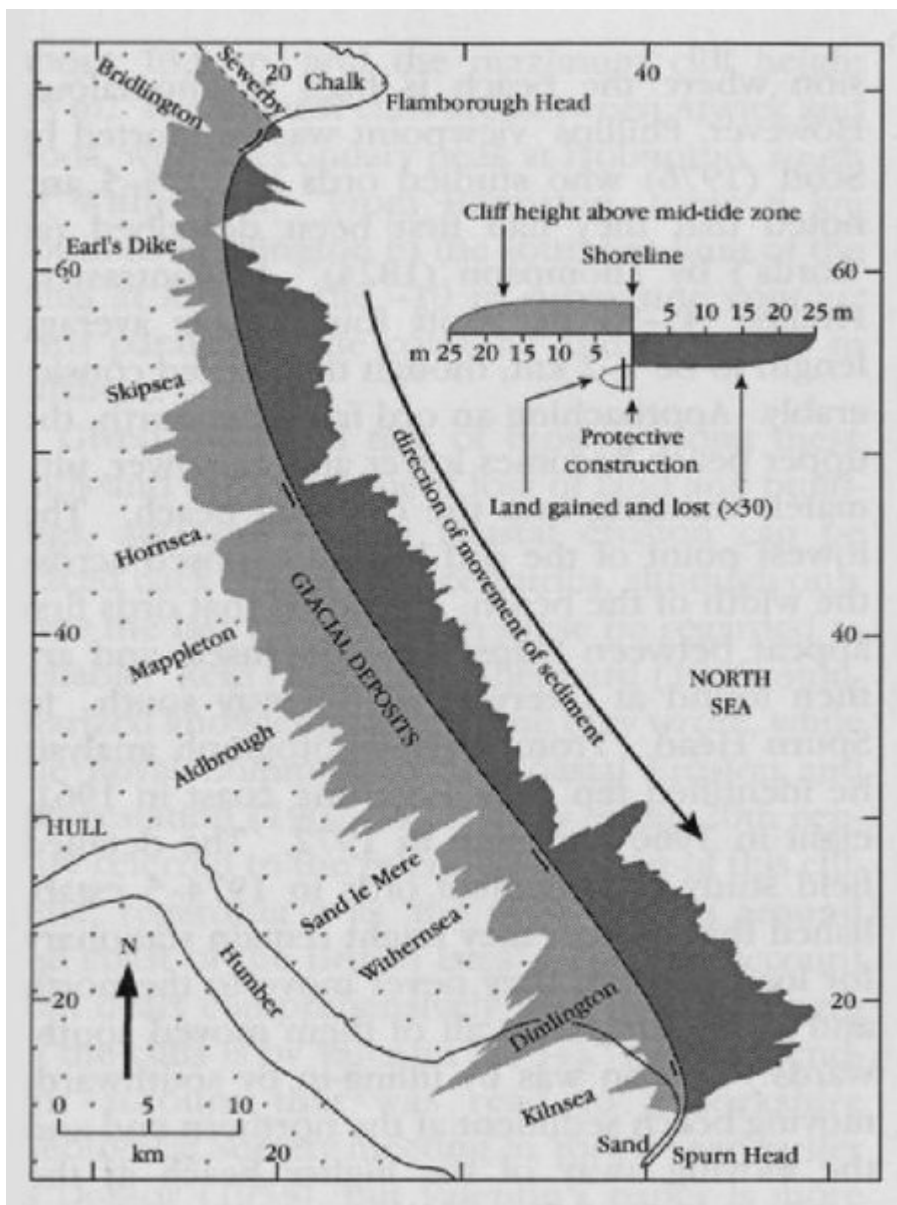 20
40
Bridlington
Sewerby
Chalk
Flamborough Head
Cliff height above mid-tide zone
Earl's Dike
60
Shoreline
60
5 10 15 20 25 m
m 25 20 15 10 5
Skipsea
Protective
construction
Land gained and lost (×30)
direction of movement of sediment
Hornsea
GLACIAL DEPOSITS
40
Mappleton
40
NORTH
SEA
Aldbrough
HULL
Sand le Mere
Withernsea
N
Humber
20
Dimlington
20
0 5 10
km
Kilnsea
Sand
Spurn Head
20
40